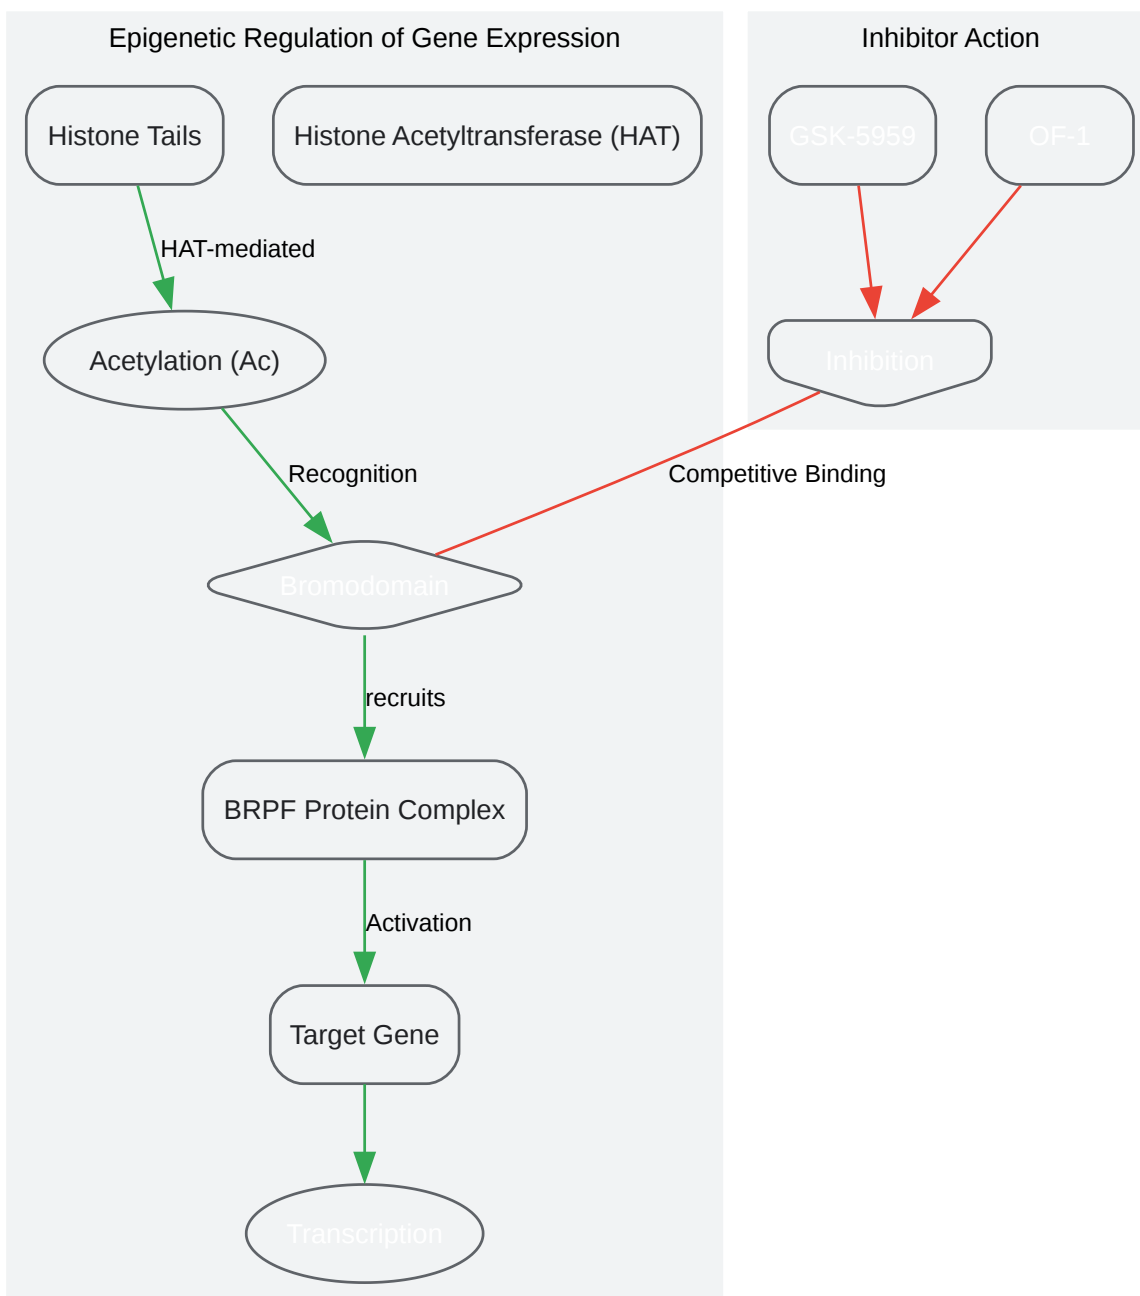 Epigenetic Regulation of Gene Expression
Inhibitor Action
Histone Tails
Histone Acetyltransferase (HAT)
GSK-5959
OF-1
HAT-mediated
Acetylation (Ac)
Inhibition
Recognition
Competitive Binding
Bromodomain
recruits
BRPF Protein Complex
Activation
Target Gene
Transcription